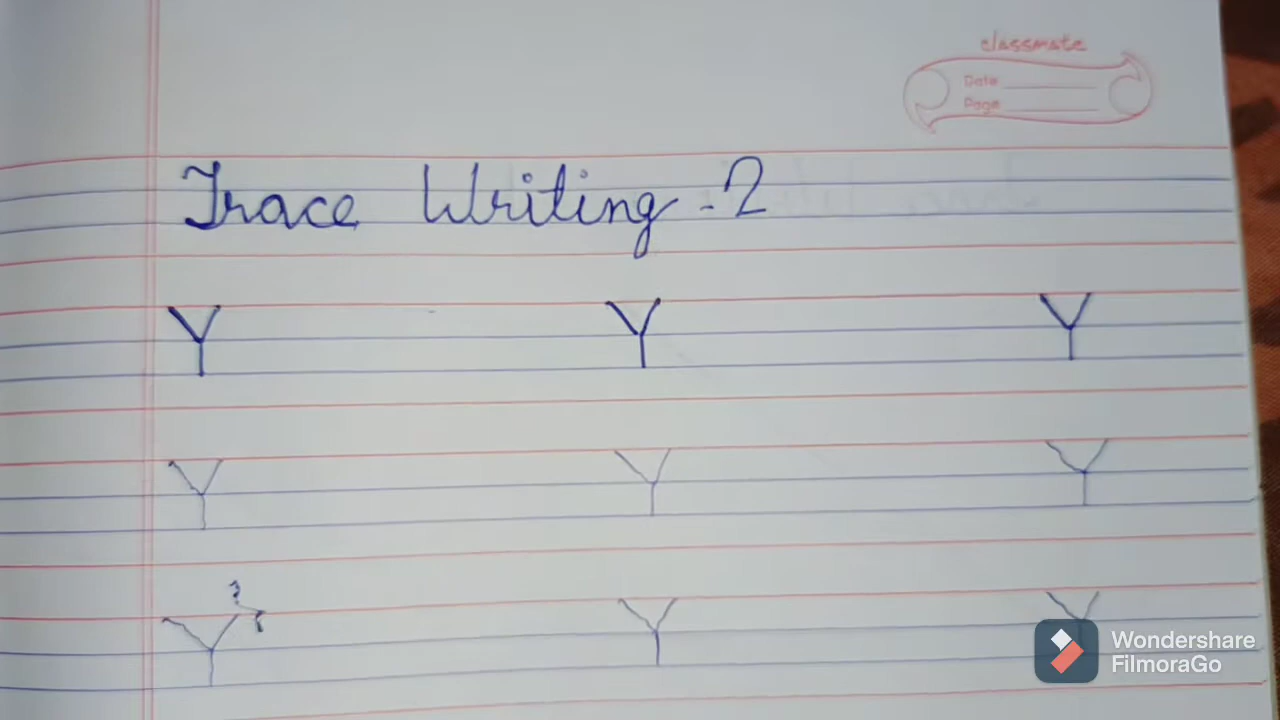 classmate
Date
Page
Trace Writing - 2
Y Y Y
Y Y Y
Y Y Y
Wondershare
FilmoraGo